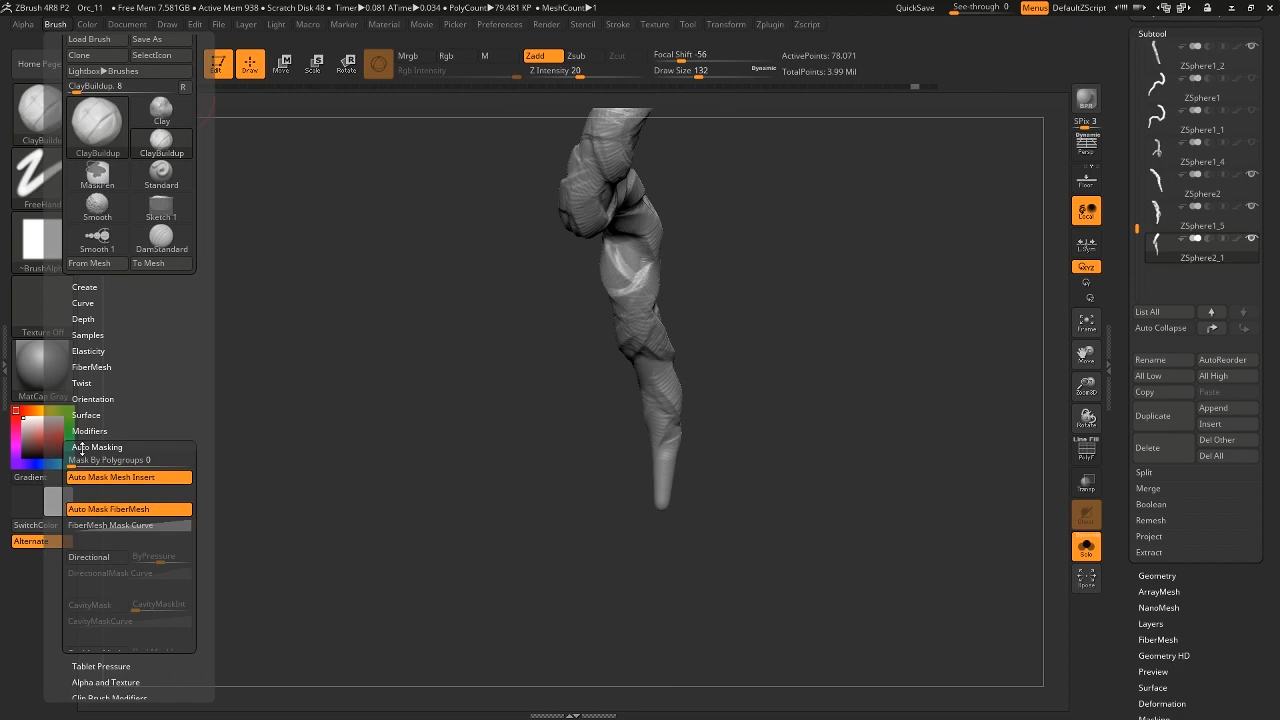 ZBrush 4R8 P2 Orc_11 • Free Mem 7.581GB • Active Mem 938 • Scratch Disk 48 • Timer▶0.081 ATime▶0.034 • PolyCount▶79.481 KP • MeshCount▶1
QuickSave See-through 0 Menus DefaultZScript
Alpha Brush Color Document Draw Edit File Layer Light Macro Marker Material Movie Picker Preferences Render Stencil Stroke Texture Tool Transform Zplugin Zscript
Load Brush Save As
Clone SelectIcon
Lightbox▶Brushes
ClayBuildup. 8 R
Clay
ClayBuildup ClayBuildup
MaskPen Standard
Smooth Sketch 1
Smooth 1 DamStandard
From Mesh To Mesh
Create
Curve
Depth
Samples
Elasticity
FiberMesh
Twist
Orientation
Surface
Modifiers
Auto Masking
Mask By Polygroups 0
Auto Mask Mesh Insert
Auto Mask FiberMesh
FiberMesh Mask Curve
Directional ByPressure
DirectionalMask Curve
CavityMask CavityMaskInt
CavityMaskCurve
Tablet Pressure
Alpha and Texture
Clip Brush Modifiers
Home Page
ClayBuildu
FreeHand
~BrushAlph
Texture Off
MatCap Gray
Gradient
SwitchColor
Alternate
Edit Draw Move Scale Rotate
Mrgb Rgb M
Rgb Intensity
Zadd Zsub Zcut
Z Intensity 20
Focal Shift -56
Draw Size 132 Dynamic
ActivePoints: 78,071
TotalPoints: 3.99 Mil
BPR
SPix 3
Dynamic
Persp
Floor
Local
L.Sym
XYZ
Frame
Move
Zoom3D
Rotate
Line Fill
PolyF
Transp
Ghost
Solo
Xpose
Subtool
ZSphere1_2
ZSphere1
ZSphere1_1
ZSphere1_4
ZSphere2
ZSphere1_5
ZSphere2_1
List All
Auto Collapse
Rename AutoReorder
All Low All High
Copy Paste
Duplicate Append
Insert
Delete Del Other
Del All
Split
Merge
Boolean
Remesh
Project
Extract
Geometry
ArrayMesh
NanoMesh
Layers
FiberMesh
Geometry HD
Preview
Surface
Deformation
Masking